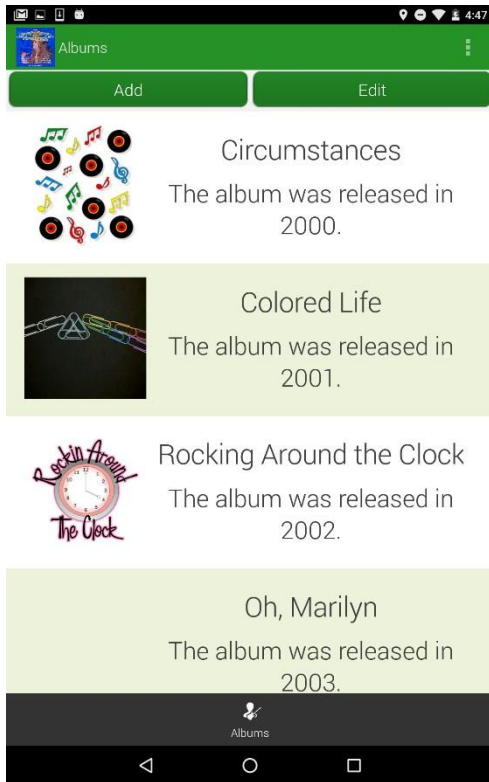 4:47
Albums
Add
Edit
Circumstances
The album was released in
2000.
Colored Life
The album was released in
2001.
Rockin Around
The Clock
Rocking Around the Clock
The album was released in
2002.
Oh, Marilyn
The album was released in
2003.
Albums